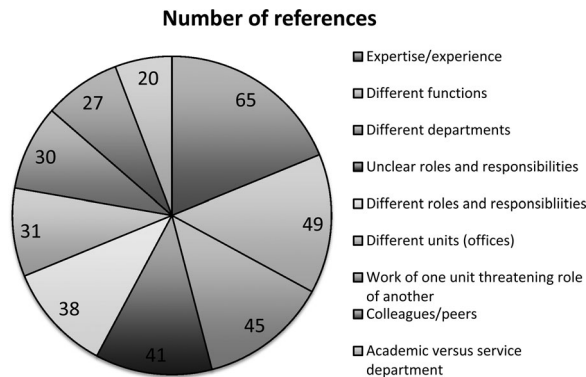 Number of references
20
65
27
30
49
31
38
45
41
Expertise/experience
Different functions
Different departments
Unclear roles and responsibilities
Different roles and responsibliities
Different units (offices)
Work of one unit threatening role
of another
Colleagues/peers
Academic versus service
department